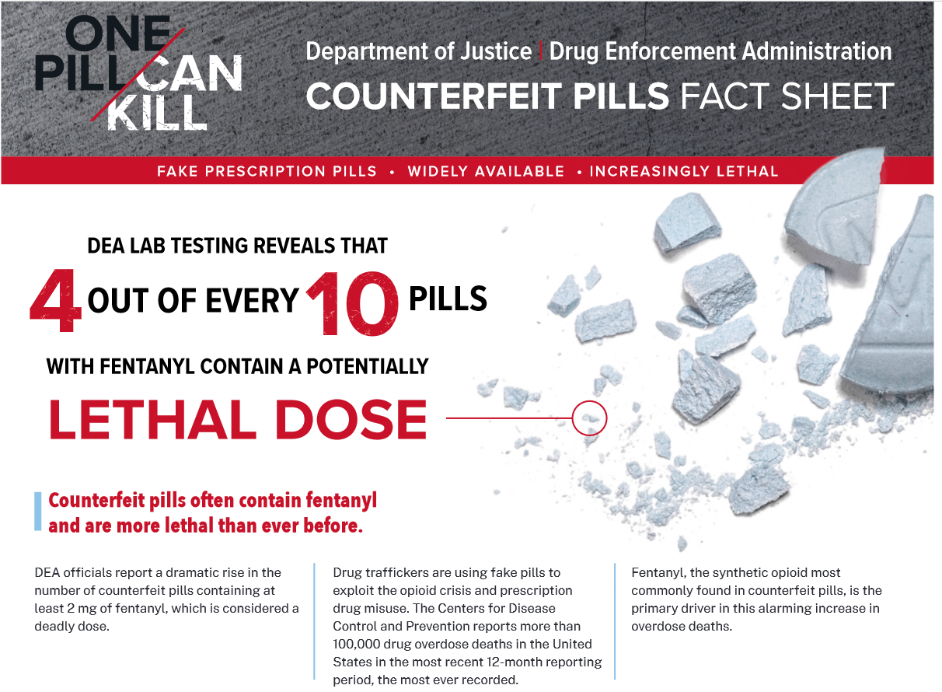 ONE
PILL CAN
KILL
Department of Justice | Drug Enforcement Administration
COUNTERFEIT PILLS FACT SHEET
FAKE PRESCRIPTION PILLS • WIDELY AVAILABLE • INCREASINGLY LETHAL
DEA LAB TESTING REVEALS THAT
4 OUT OF EVERY 10 PILLS
WITH FENTANYL CONTAIN A POTENTIALLY
LETHAL DOSE
Counterfeit pills often contain fentanyl
and are more lethal than ever before.
DEA officials report a dramatic rise in the
number of counterfeit pills containing at
least 2 mg of fentanyl, which is considered a
deadly dose.
Drug traffickers are using fake pills to
exploit the opioid crisis and prescription
drug misuse. The Centers for Disease
Control and Prevention reports more than
100,000 drug overdose deaths in the United
States in the most recent 12-month reporting
period, the most ever recorded.
Fentanyl, the synthetic opioid most
commonly found in counterfeit pills, is the
primary driver in this alarming increase in
overdose deaths.